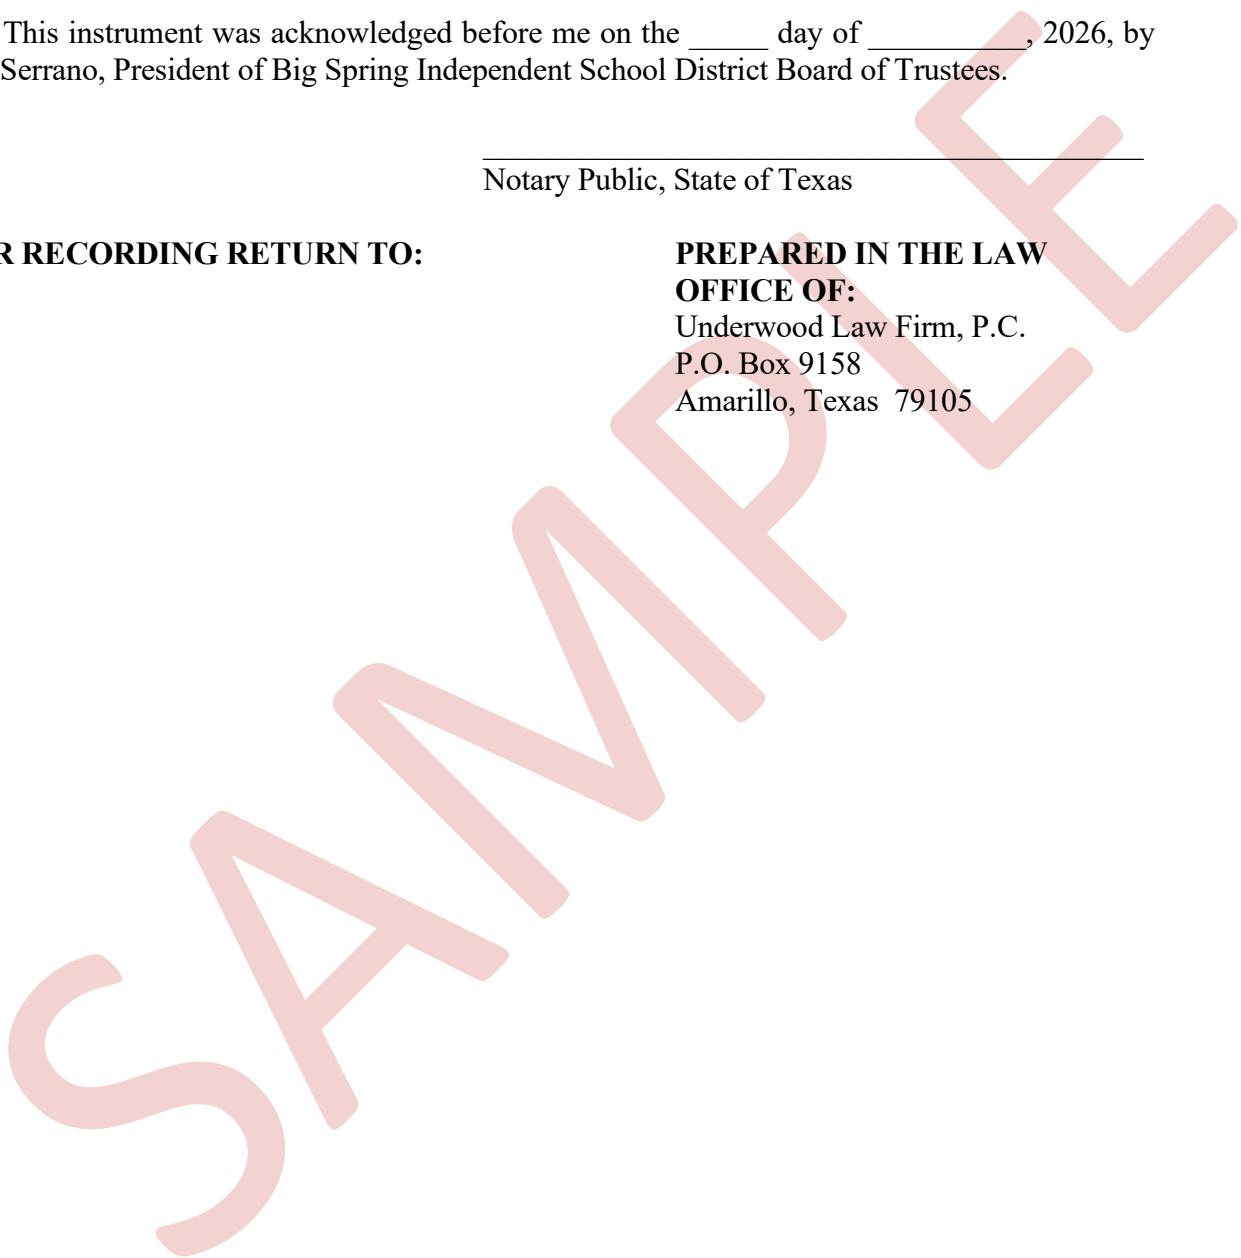 This instrument was acknowledged before me on the _____ day of __________, 2026, by
Serrano, President of Big Spring Independent School District Board of Trustees.
__________________________________________
Notary Public, State of Texas
R RECORDING RETURN TO:
PREPARED IN THE LAW
OFFICE OF:
Underwood Law Firm, P.C.
P.O. Box 9158
Amarillo, Texas 79105
SAMPLE